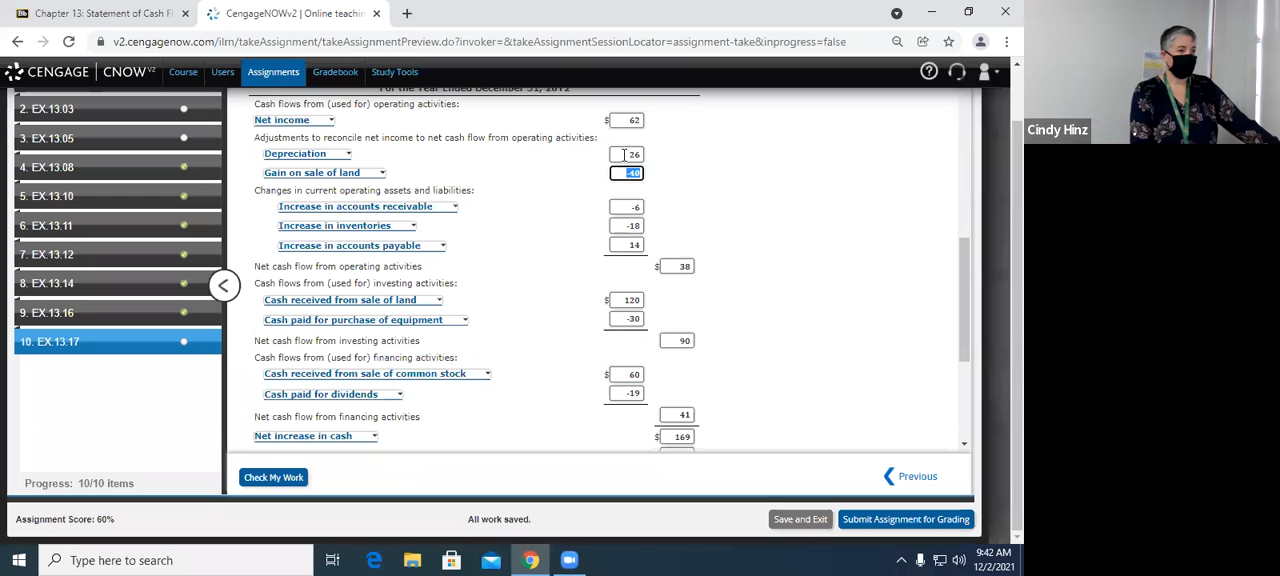 Chapter 13: Statement of Cash Fl
CengageNOWv2 | Online teachin
v2.cengagenow.com/ilrn/takeAssignment/takeAssignmentPreview.do?invoker=&takeAssignmentSessionLocator=assignment-take&inprogress=false
CENGAGE | CNOWV2 Course Users Assignments Gradebook Study Tools
For the Year Ended December 31, 2012
2. EX.13.03
3. EX.13.05
4. EX.13.08
5. EX.13.10
6. EX.13.11
7. EX.13.12
8. EX.13.14
9. EX.13.16
10. EX.13.17
Progress: 10/10 items
Cash flows from (used for) operating activities:
Net income $ 62
Adjustments to reconcile net income to net cash flow from operating activities:
Depreciation 26
Gain on sale of land -40
Changes in current operating assets and liabilities:
Increase in accounts receivable -6
Increase in inventories -18
Increase in accounts payable 14
Net cash flow from operating activities $ 38
Cash flows from (used for) investing activities:
Cash received from sale of land $ 120
Cash paid for purchase of equipment -30
Net cash flow from investing activities 90
Cash flows from (used for) financing activities:
Cash received from sale of common stock $ 60
Cash paid for dividends -19
Net cash flow from financing activities 41
Net increase in cash $ 169
Check My Work
Previous
Assignment Score: 60%
All work saved.
Save and Exit
Submit Assignment for Grading
Type here to search
9:42 AM
12/2/2021
Cindy Hinz